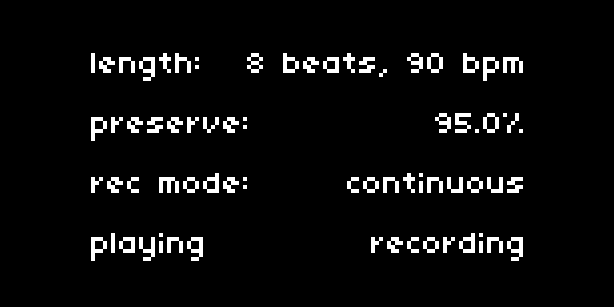 length: 8 beats, 90 bpm
preserve: 95.0%
rec mode: continuous
playing recording